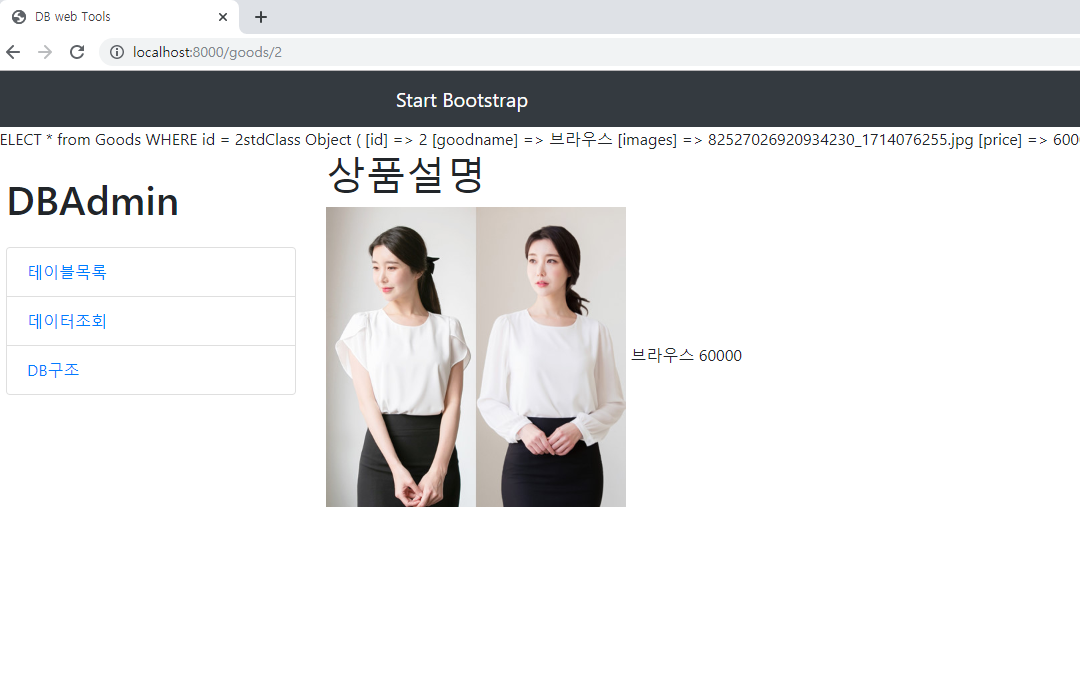 DB web Tools
localhost:8000/goods/2
Start Bootstrap
ELECT * from Goods WHERE id = 2stdClass Object ( [id] => 2 [goodname] => 브라우스 [images] => 82527026920934230_1714076255.jpg [price] => 600
상품설명
DBAdmin
테이블목록
데이터조회
DB구조
브라우스 60000